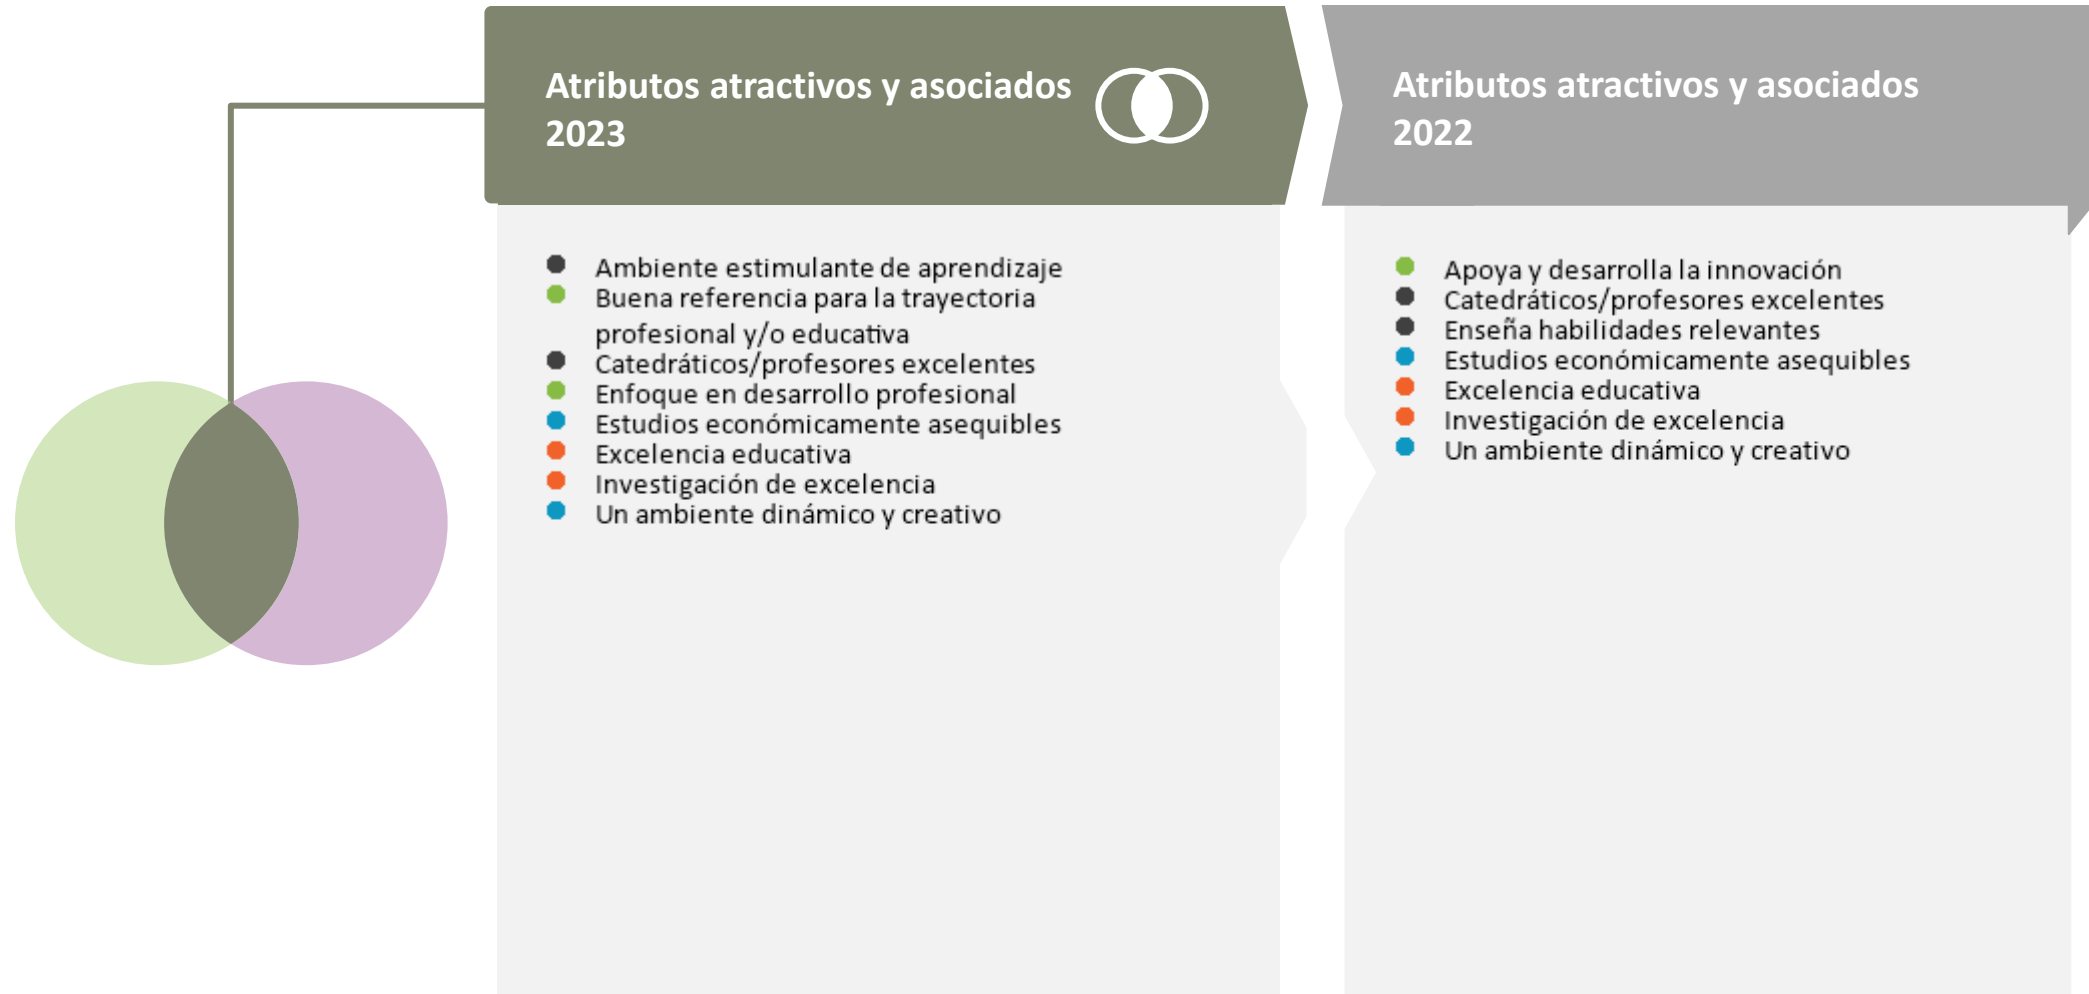 Atributos atractivos y asociados
2023
Ambiente estimulante de aprendizaje
Buena referencia para la trayectoria
profesional y/o educativa
Catedráticos/profesores excelentes
Enfoque en desarrollo profesional
Estudios económicamente asequibles
Excelencia educativa
Investigación de excelencia
Un ambiente dinámico y creativo
Atributos atractivos y asociados
2022
Apoya y desarrolla la innovación
Catedráticos/profesores excelentes
Enseña habilidades relevantes
Estudios económicamente asequibles
Excelencia educativa
Investigación de excelencia
Un ambiente dinámico y creativo